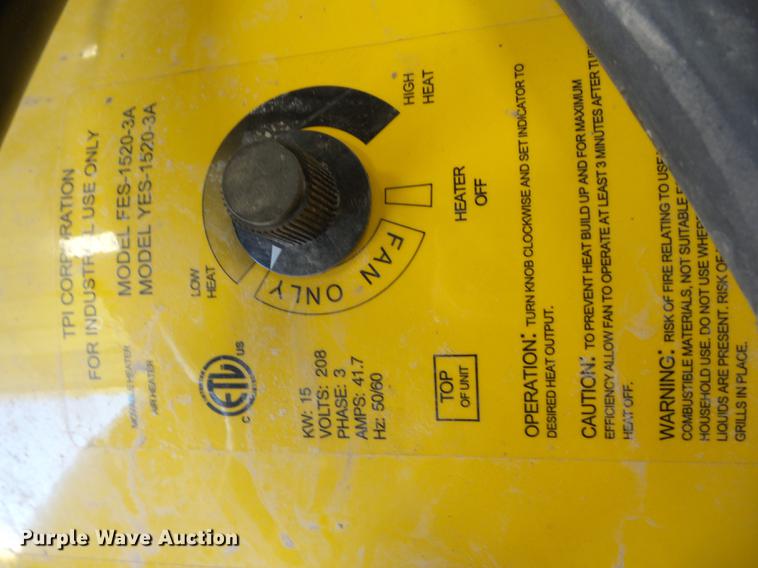 TPI CORPORATION
FOR INDUSTRIAL USE ONLY
MODEL FES-1520-3A
MODEL YES-1520-3A
AIR HEATER
LOW
HEAT
HIGH
HEAT
FAN ONLY
HEATER
OFF
C ETL US
KW: 15
VOLTS: 208
PHASE: 3
AMPS: 41.7
Hz: 50/60
TOP
OF UNIT
OPERATION: TURN KNOB CLOCKWISE AND SET INDICATOR TO
DESIRED HEAT OUTPUT.
CAUTION: TO PREVENT HEAT BUILD UP AND FOR MAXIMUM
EFFICIENCY ALLOW FAN TO OPERATE AT LEAST 3 MINUTES AFTER
HEAT OFF.
WARNING: RISK OF FIRE RELATING TO USE
COMBUSTIBLE MATERIALS, NOT SUITABLE
HOUSEHOLD USE. DO NOT USE WHERE
LIQUIDS ARE PRESENT. RISK OF
GRILLS IN PLACE.
Purple Wave Auction